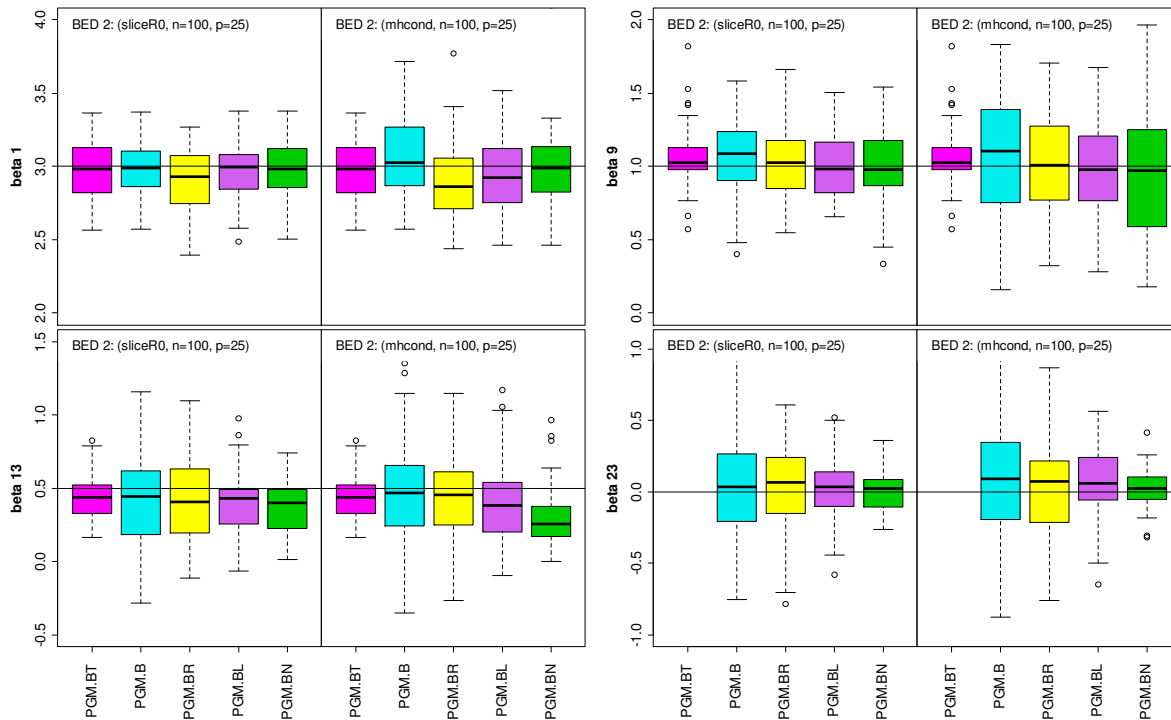 BED 2: (sliceR0, n=100, p=25)
BED 2: (mhcond, n=100, p=25)
beta 1
4.0
3.5
3.0
2.5
2.0
BED 2: (sliceR0, n=100, p=25)
BED 2: (mhcond, n=100, p=25)
beta 9
2.0
1.5
1.0
0.5
0.0
BED 2: (sliceR0, n=100, p=25)
BED 2: (mhcond, n=100, p=25)
beta 13
1.5
1.0
0.5
0.0
-0.5
PGM.BT
PGM.B
PGM.BR
PGM.BL
PGM.BN
PGM.BT
PGM.B
PGM.BR
PGM.BL
PGM.BN
BED 2: (sliceR0, n=100, p=25)
BED 2: (mhcond, n=100, p=25)
beta 23
1.0
0.5
0.0
-0.5
-1.0
PGM.BT
PGM.B
PGM.BR
PGM.BL
PGM.BN
PGM.BT
PGM.B
PGM.BR
PGM.BL
PGM.BN